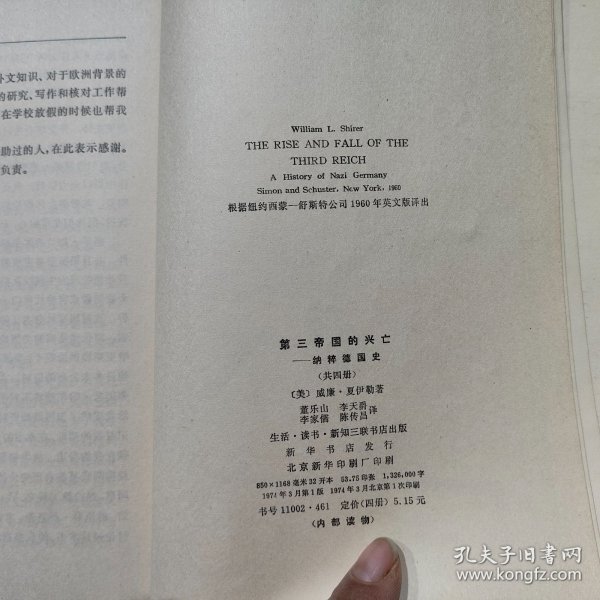 外文知识、对于欧洲背景的
的研究、写作和核对工作帮
在学校放假的时候也帮我
助过的人,在此表示感谢。
负责。
William L. Shirer
THE RISE AND FALL OF THE
THIRD REICH
A History of Nazi Germany
Simon and Schuster, New York, 1960
根据纽约西蒙—舒斯特公司1960年英文版译出
第三帝国的兴亡
——纳粹德国史
(共四册)
〔美〕威廉·夏伊勒著
董乐山 李天爵
李家儒 陈传昌 译
生活·读书·新知三联书店出版
新华书店发行
北京新华印刷厂印刷
850×1168毫米32开本 53.75印张 1,326,000字
1974年3月第1版 1974年3月北京第1次印刷
书号11002·461 定价(四册)5.15元
(内部读物)
孔夫子旧书网
www.kongfz.com